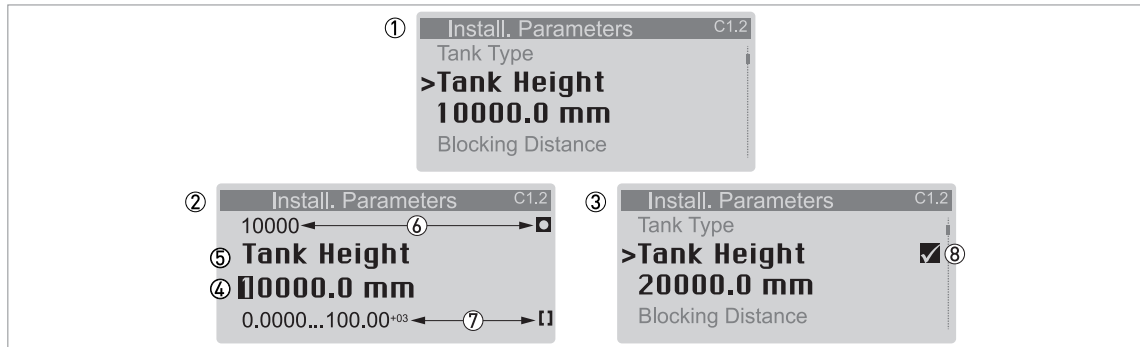 ①
Install. Parameters C1.2
Tank Type
>Tank Height
10000.0 mm
Blocking Distance
②
Install. Parameters C1.2
10000 ⑥
⑤ Tank Height
④ 10000.0 mm
0.0000...100.00+03 ⑦ []
③
Install. Parameters C1.2
Tank Type
>Tank Height ⑧
20000.0 mm
Blocking Distance